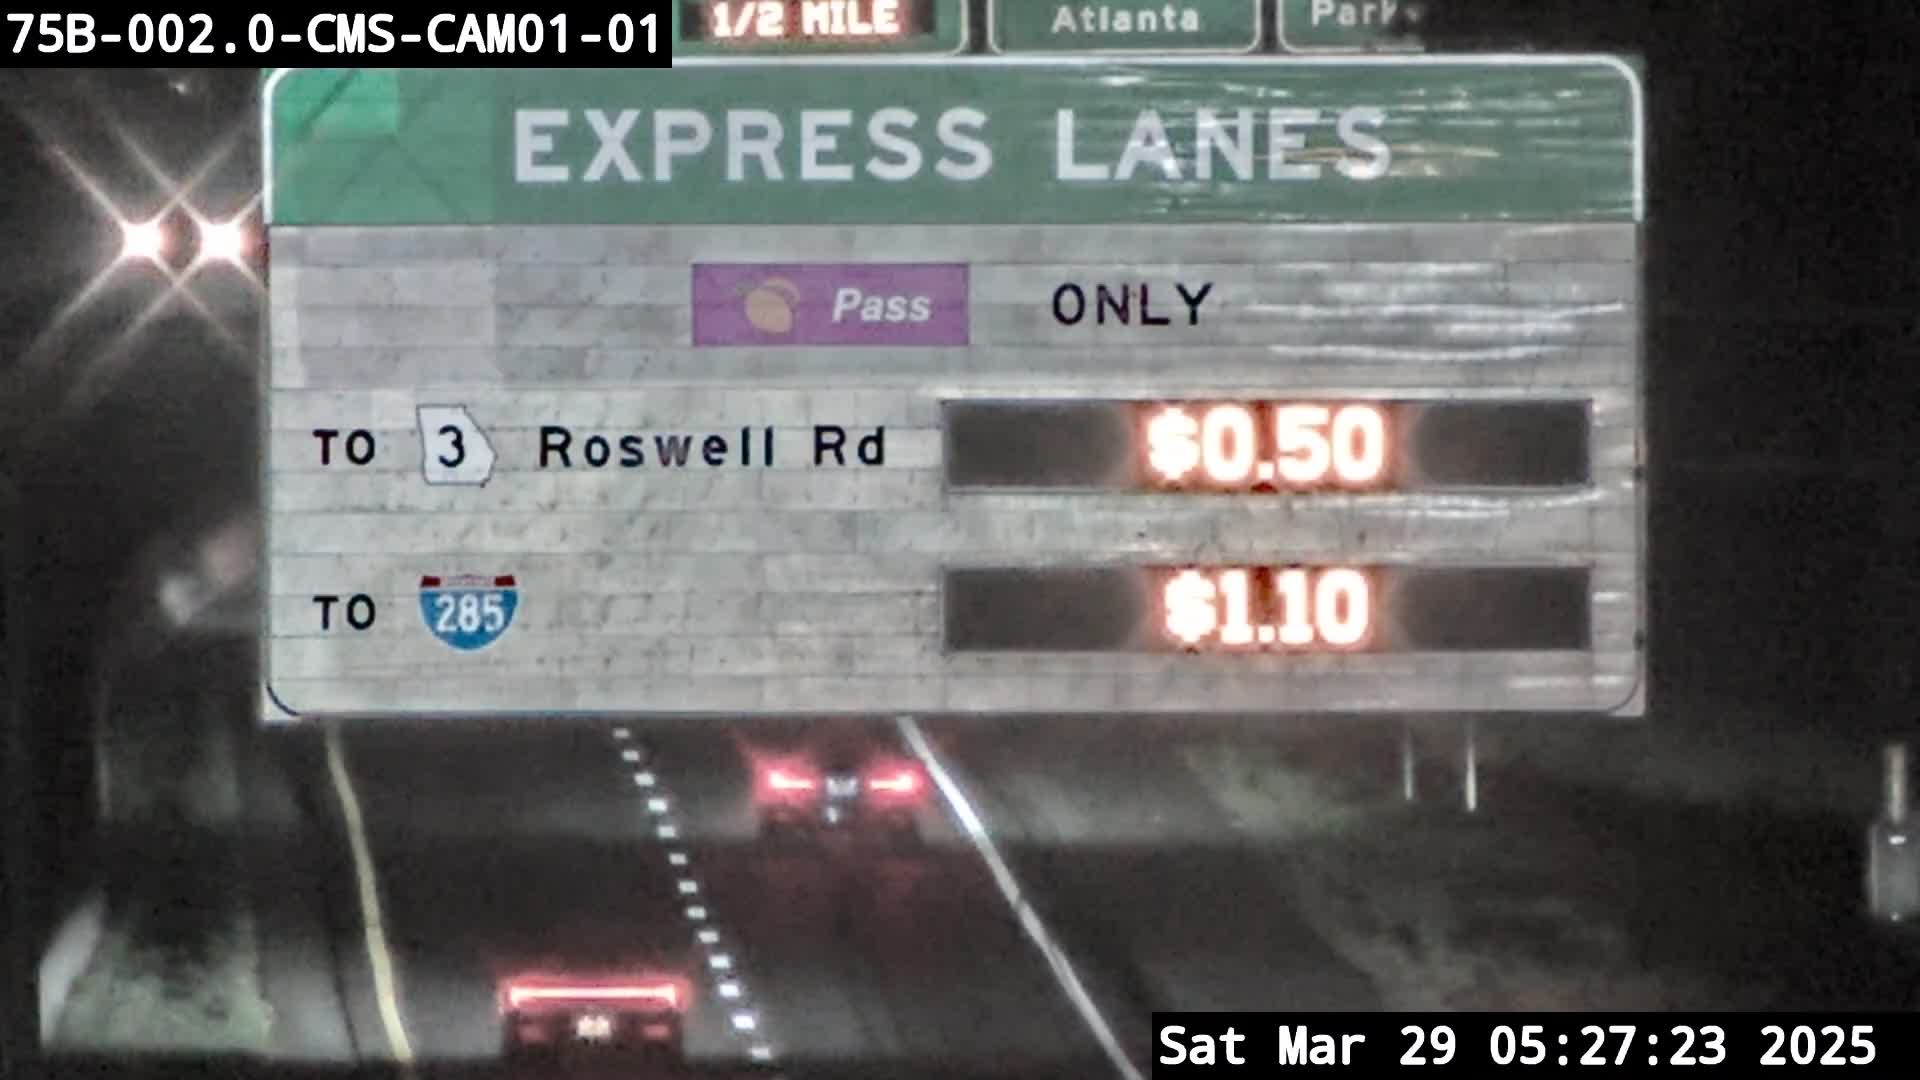 75B-002.0-CMS-CAM01-01
1/2 MILE
Atlanta
Park
EXPRESS LANES
Pass ONLY
TO 3 Roswell Rd $0.50
TO 285 $1.10
Sat Mar 29 05:27:23 2025